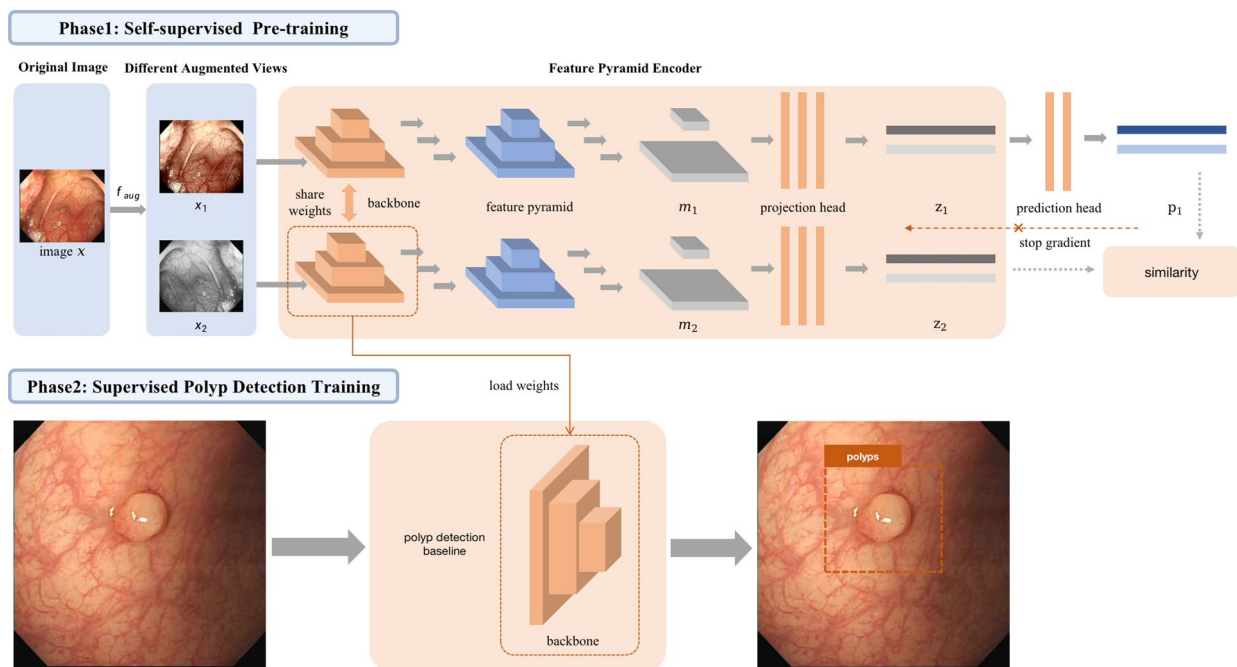 Phase1: Self-supervised Pre-training
Original Image
Different Augmented Views
Feature Pyramid Encoder
f aug
image x
x1
x2
share
weights
backbone
feature pyramid
m1
projection head
z1
prediction head
p1
stop gradient
similarity
m2
z2
Phase2: Supervised Polyp Detection Training
load weights
polyp detection
baseline
backbone
polyps